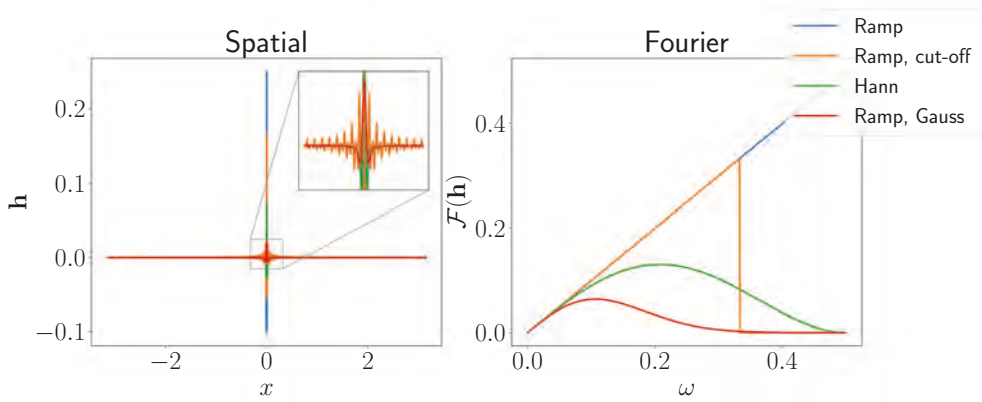 Spatial
0.2
0.1
0.0
−0.1
h
−2
0
2
x
Fourier
0.4
0.2
0.0
F(h)
0.0
0.2
0.4
ω
Ramp
Ramp, cut-off
Hann
Ramp, Gauss